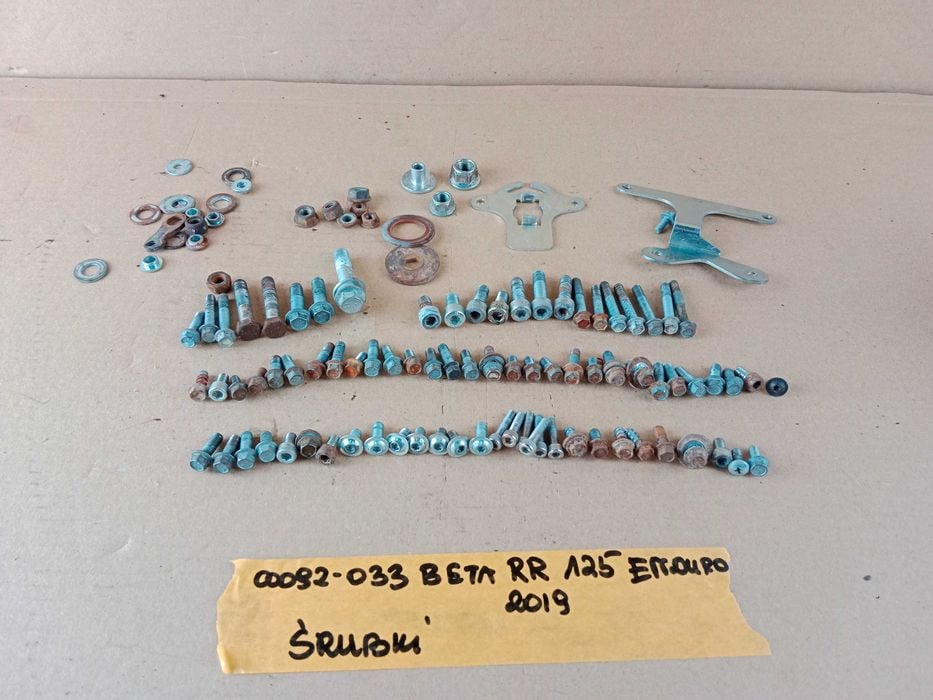 00092-033 BETA RR 125 ENDURO
2019
ŚRUBKI